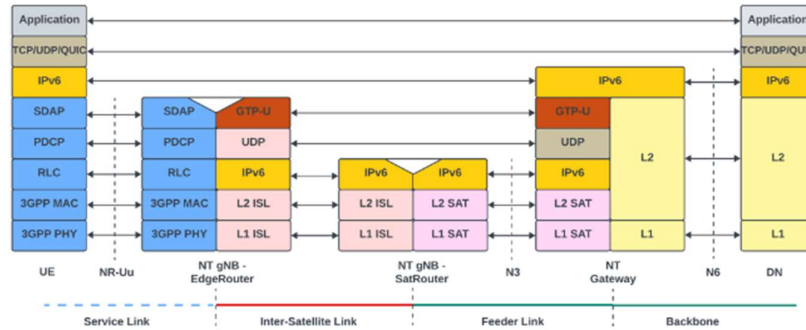 Application Application
TCP/UDP/QUIC TCP/UDP/QUI
IPv6 IPv6 IPv6
SDAP SDAP GTP-U GTP-U
PDCP PDCP UDP UDP L2 L2
RLC RLC IPv6 IPv6 IPv6 IPv6
3GPP MAC 3GPP MAC L2 ISL L2 ISL L2 SAT L2 SAT
3GPP PHY 3GPP PHY L1 ISL L1 ISL L1 SAT L1 SAT L1 L1
UE NR-Uu NT gNB - EdgeRouter NT gNB - SatRouter N3 NT Gateway N6 DN
Service Link Inter-Satellite Link Feeder Link Backbone